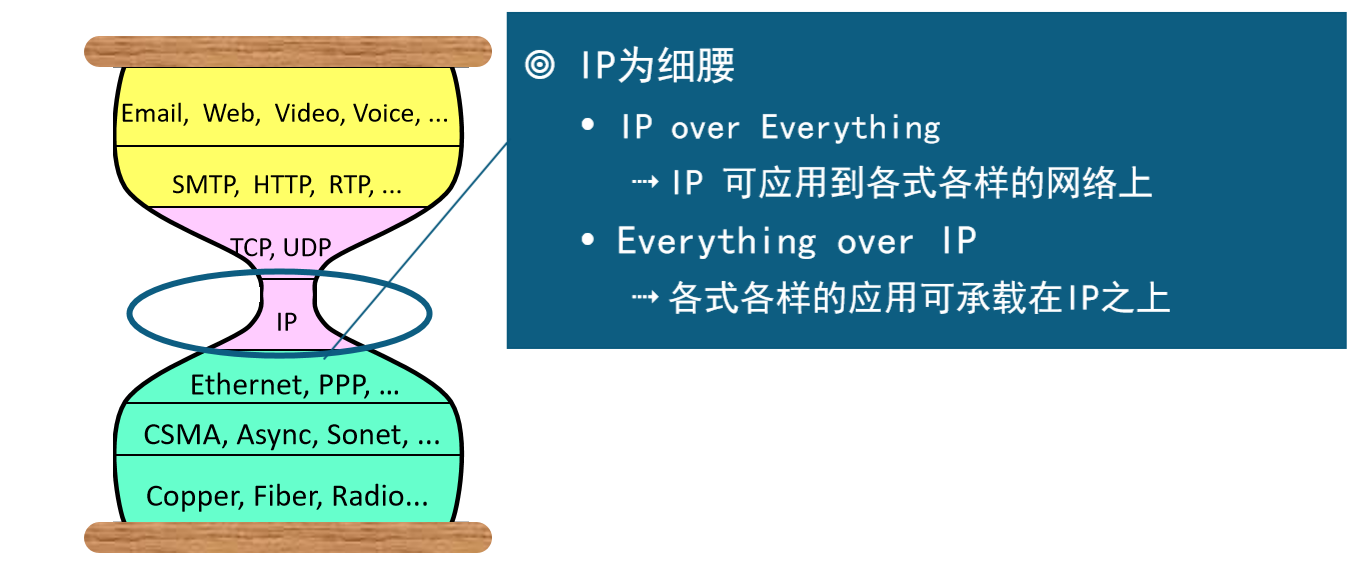 Email, Web, Video, Voice, ...
SMTP, HTTP, RTP, ...
TCP, UDP
IP
Ethernet, PPP, ...
CSMA, Async, Sonet, ...
Copper, Fiber, Radio...
◎ IP为细腰
• IP over Everything
⇢ IP 可应用到各式各样的网络上
• Everything over IP
⇢ 各式各样的应用可承载在IP之上